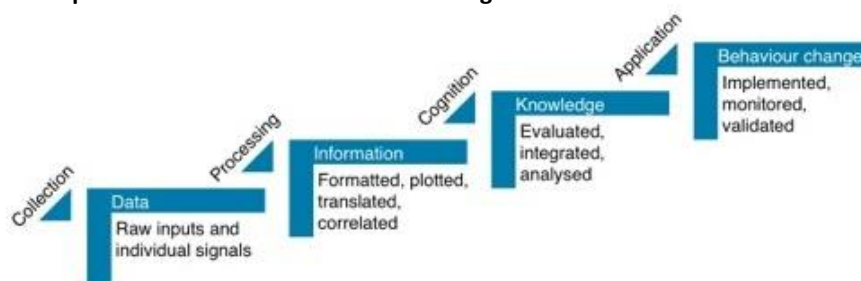 Collection
Data
Raw inputs and
individual signals
Processing
Information
Formatted, plotted,
translated,
correlated
Cognition
Knowledge
Evaluated,
integrated,
analysed
Application
Behaviour change
Implemented,
monitored,
validated